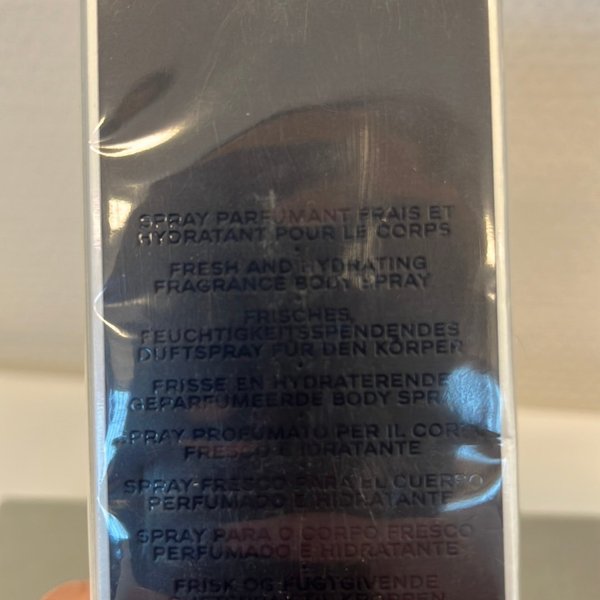 SPRAY PARFUMANT FRAIS ET
HYDRATANT POUR LE CORPS
FRESH AND HYDRATING
FRAGRANCE BODY SPRAY
FRISCHES,
FEUCHTIGKEITSSPENDENDES
DUFTSPRAY FÜR DEN KÖRPER
FRISSE EN HYDRATERENDE
GEPARFUMEERDE BODY SPRAY
SPRAY PROFUMATO PER IL CORPO
FRESCO E IDRATANTE
SPRAY FRESCO PARA EL CUERPO
PERFUMADO E HIDRATANTE
SPRAY PARA O CORPO FRESCO
PERFUMADO E HIDRATANTE
FRISK OG FUGTGIVENDE